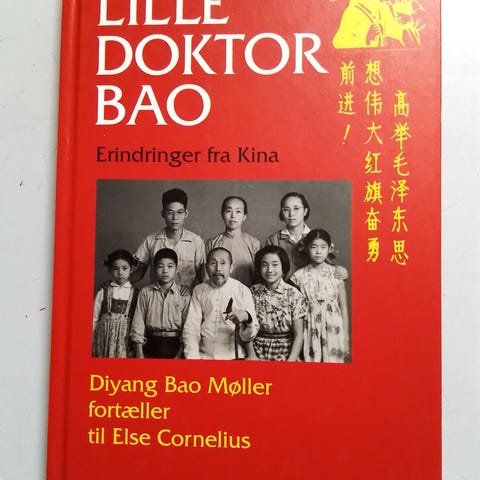 LILLE
DOKTOR
BAO
Erindringer fra Kina
高举毛泽东思
想伟大红旗奋勇
前进！
Diyang Bao Møller
fortæller
til Else Cornelius